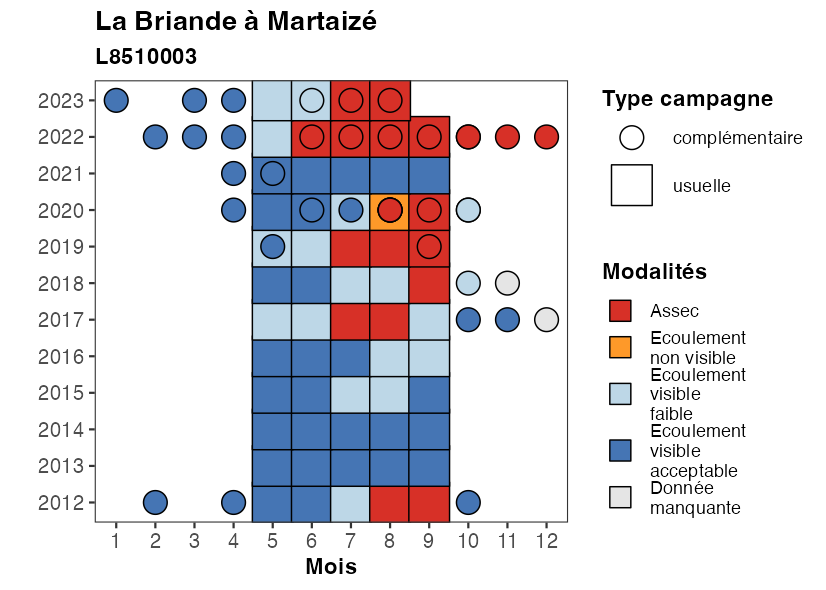 La Briande à Martaizé
L8510003
2023
2022
2021
2020
2019
2018
2017
2016
2015
2014
2013
2012
1 2 3 4 5 6 7 8 9 10 11 12
Mois
Type campagne
complémentaire
usuelle
Modalités
Assec
Ecoulement
non visible
Ecoulement
visible
faible
Ecoulement
visible
acceptable
Donnée
manquante